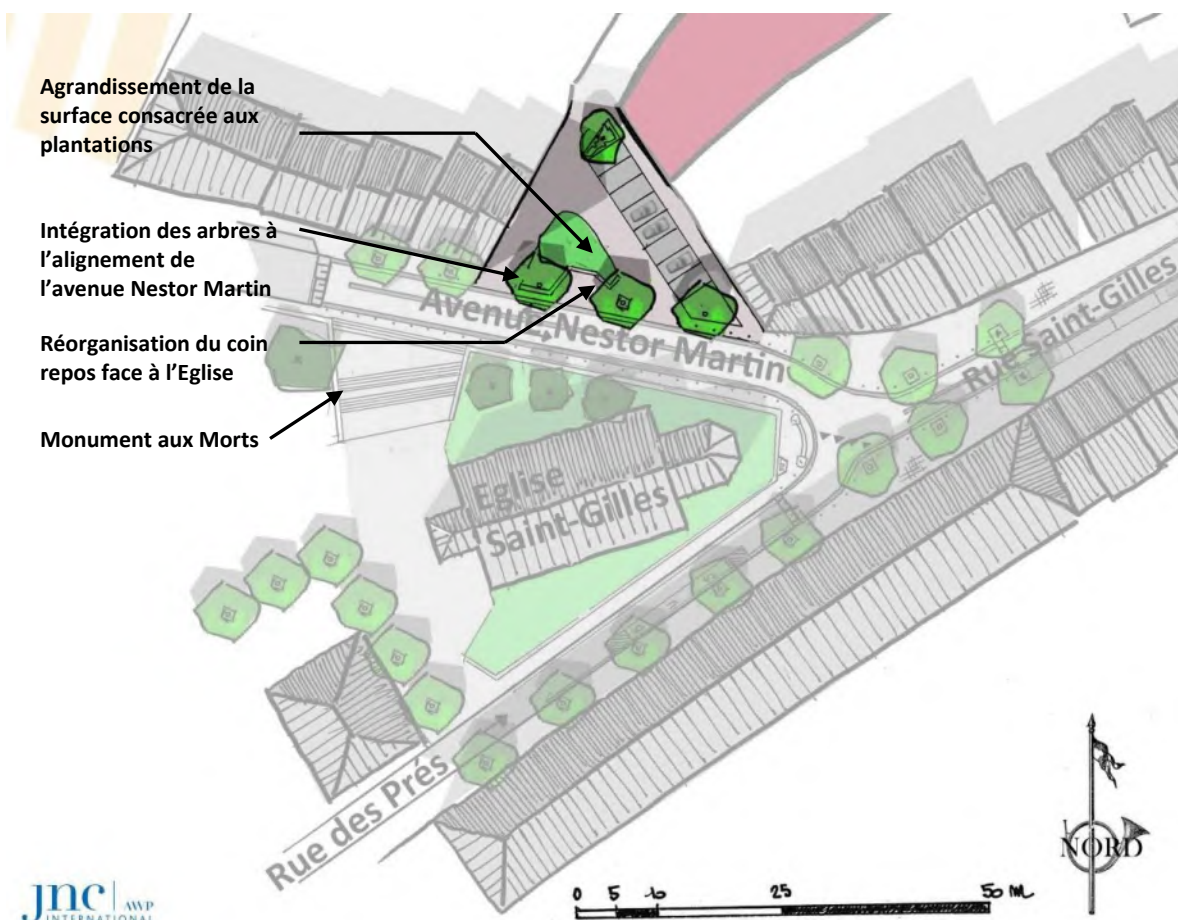 Agrandissement de la
surface consacrée aux
plantations
Intégration des arbres à
l'alignement de
l'avenue Nestor Martin
Réorganisation du coin
repos face à l'Eglise
Monument aux Morts
Avenue Nestor Martin
Rue Saint-Gilles
Eglise
Saint-Gilles
Rue des Prés
NORD
0 5 10 25 50 m
jnc AWP
INTERNATIONAL